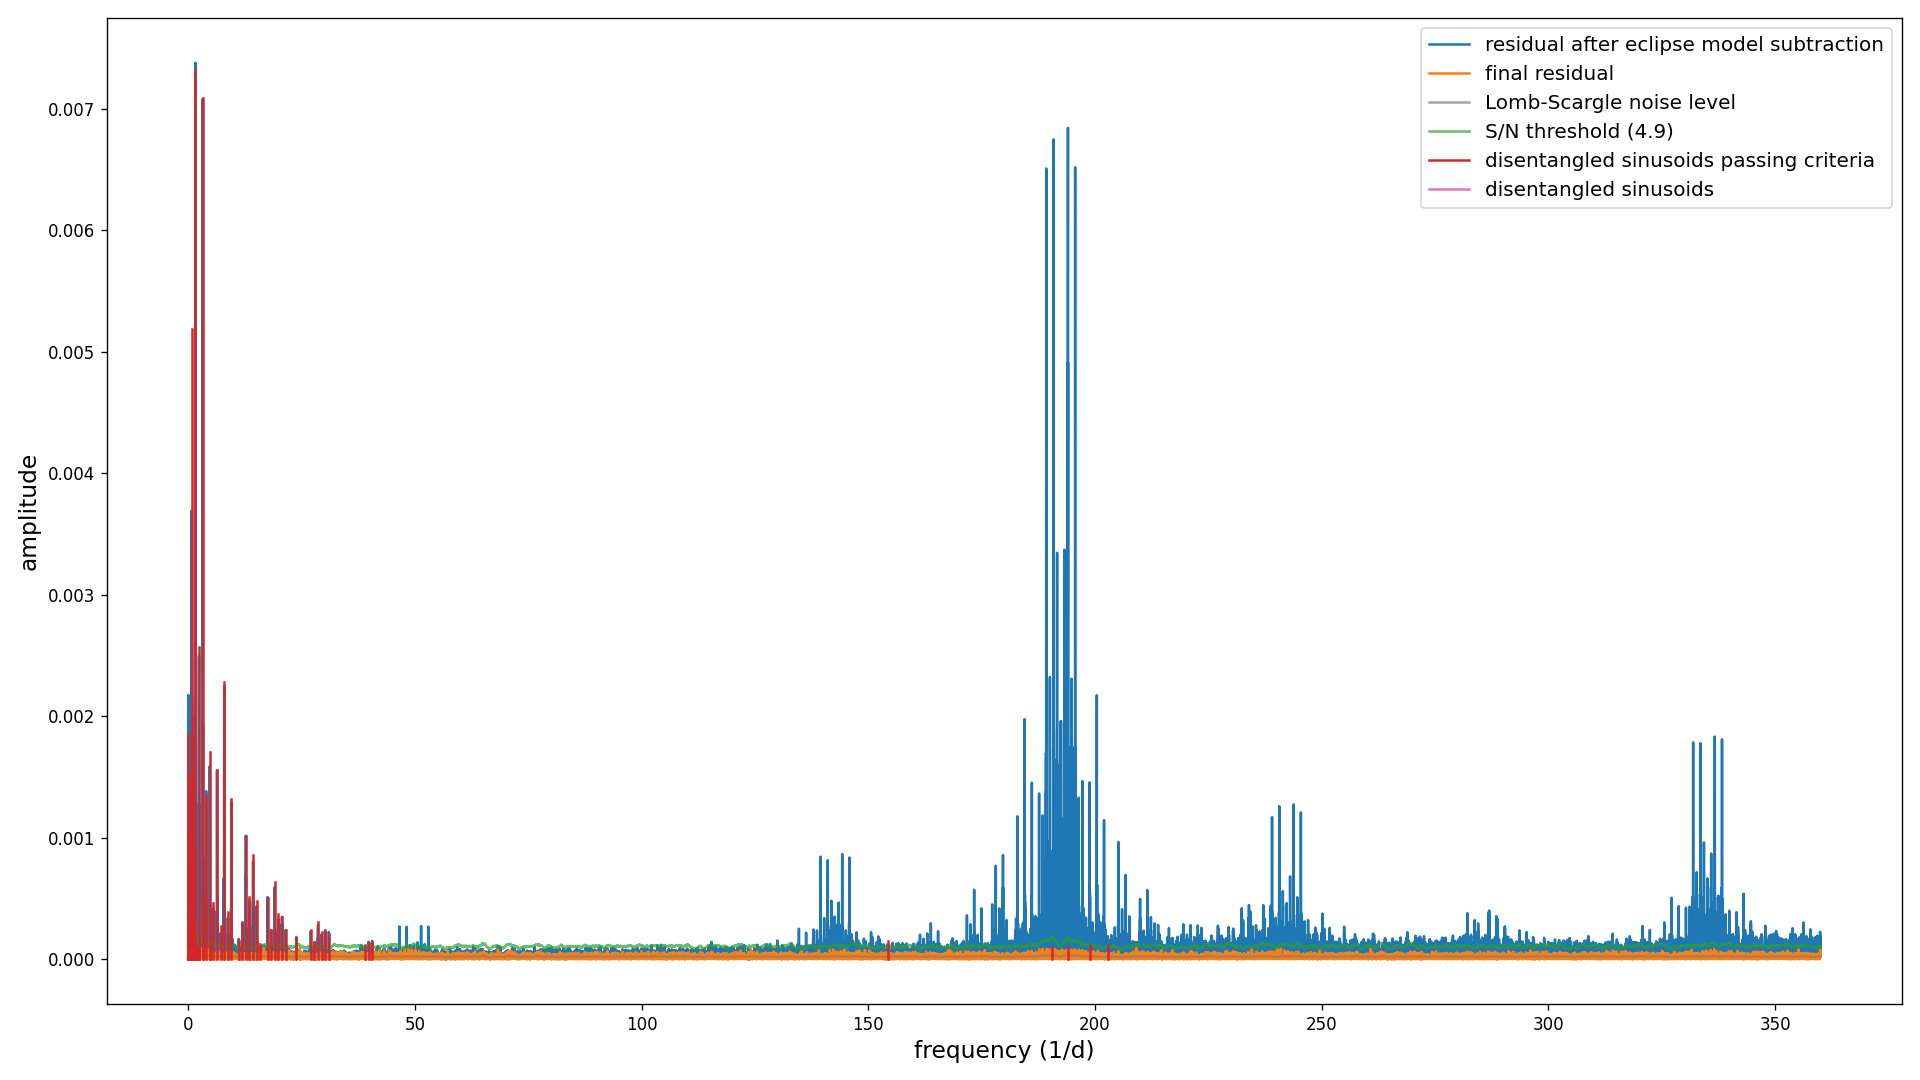 residual after eclipse model subtraction
final residual
Lomb-Scargle noise level
S/N threshold (4.9)
disentangled sinusoids passing criteria
disentangled sinusoids
0.007
0.006
0.005
0.004
0.003
0.002
0.001
0.000
amplitude
0 50 100 150 200 250 300 350
frequency (1/d)